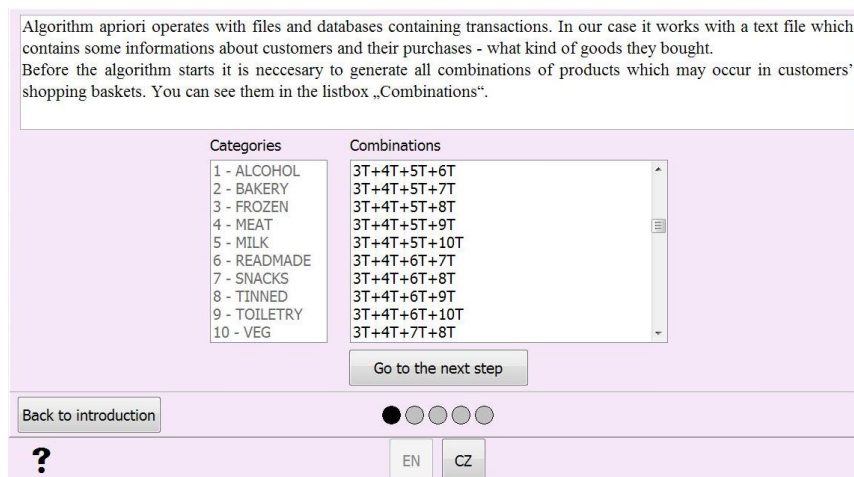 Algorithm apriori operates with files and databases containing transactions. In our case it works with a text file which
contains some informations about customers and their purchases - what kind of goods they bought.
Before the algorithm starts it is neccesary to generate all combinations of products which may occur in customers’
shopping baskets. You can see them in the listbox „Combinations“.
Categories
1 - ALCOHOL
2 - BAKERY
3 - FROZEN
4 - MEAT
5 - MILK
6 - READMADE
7 - SNACKS
8 - TINNED
9 - TOILETRY
10 - VEG
Combinations
3T+4T+5T+6T
3T+4T+5T+7T
3T+4T+5T+8T
3T+4T+5T+9T
3T+4T+5T+10T
3T+4T+6T+7T
3T+4T+6T+8T
3T+4T+6T+9T
3T+4T+6T+10T
3T+4T+7T+8T
Go to the next step
Back to introduction
?
EN
CZ